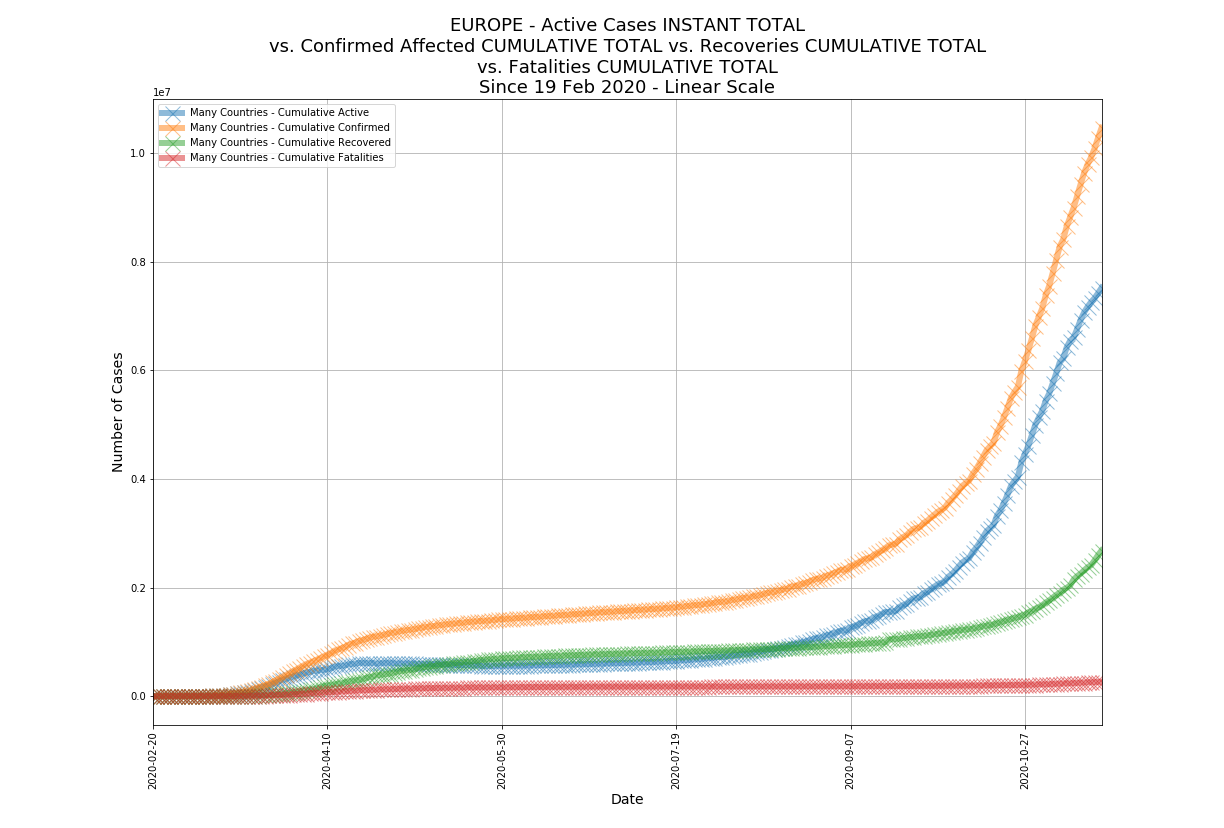 EUROPE - Active Cases INSTANT TOTAL
vs. Confirmed Affected CUMULATIVE TOTAL vs. Recoveries CUMULATIVE TOTAL
vs. Fatalities CUMULATIVE TOTAL
Since 19 Feb 2020 - Linear Scale
1e7
Many Countries - Cumulative Active
Many Countries - Cumulative Confirmed
Many Countries - Cumulative Recovered
Many Countries - Cumulative Fatalities
1.0
0.8
0.6
0.4
0.2
0.0
Number of Cases
2020-02-20
2020-04-10
2020-05-30
2020-07-19
2020-09-07
2020-10-27
Date